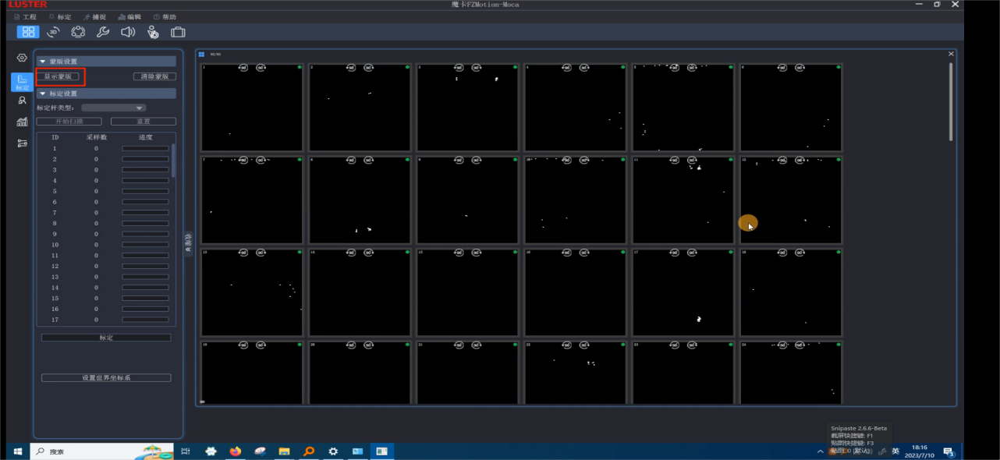 LUSTER
魔卡FZMotion-Moca
工程 标定 捕捉 编辑 帮助
3D
蒙版设置
显示蒙版 清除蒙版
标定设置
标定杆类型:
开始扫描 重置
ID 采样数 进度
1 0
2 0
3 0
4 0
5 0
6 0
7 0
8 0
9 0
10 0
11 0
12 0
13 0
14 0
15 0
16 0
17 0
标定
设置世界坐标系
标定
1 2 3 4 5 6
7 8 9 10 11 12
13 14 15 16 17 18
19 20 21 22 23 24
Snipaste 2.6.6-Beta
截屏快捷键: F1
贴图快捷键: F3
搜索
英
18:16
2023/7/10
3